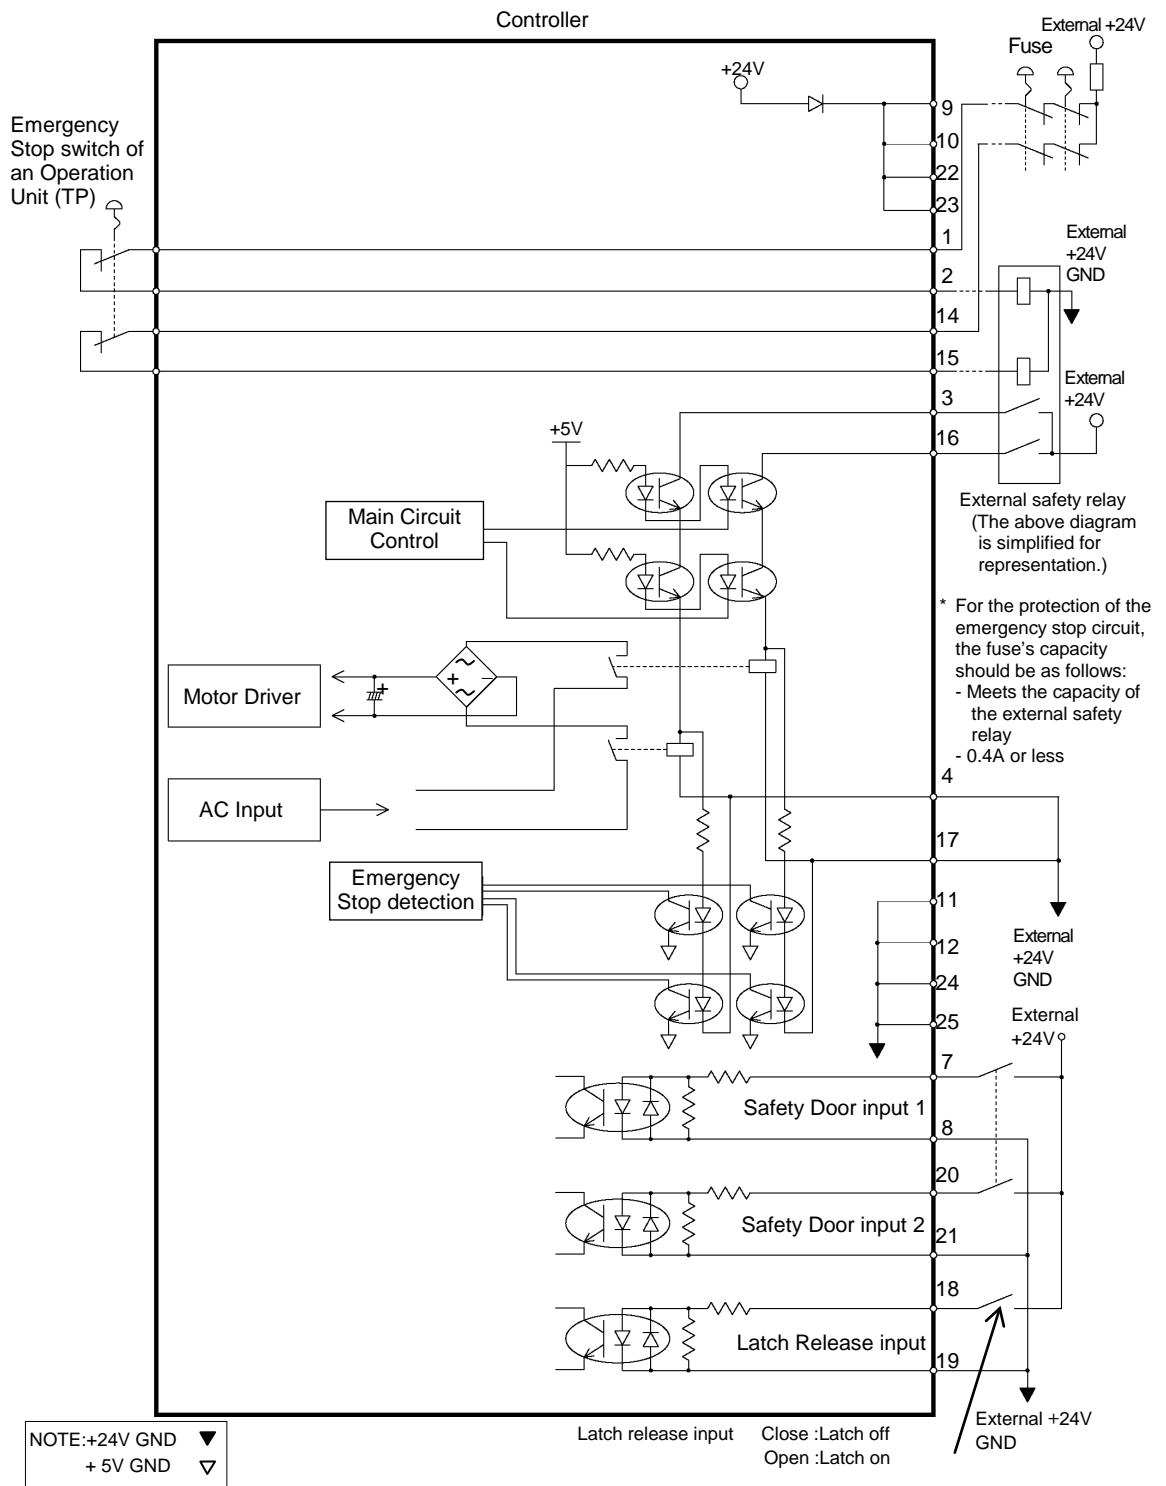 Controller
External +24V
Fuse
+24V
9
10
22
23
Emergency
Stop switch of
an Operation
Unit (TP)
1
2
14
15
External
+24V
GND
External
+24V
3
16
+5V
Main Circuit
Control
External safety relay
(The above diagram
is simplified for
representation.)
* For the protection of the
emergency stop circuit,
the fuse's capacity
should be as follows:
- Meets the capacity of
the external safety
relay
- 0.4A or less
Motor Driver
+
−
+
AC Input
4
17
Emergency
Stop detection
11
12
24
25
External
+24V
GND
External
+24V
7
Safety Door input 1
8
20
Safety Door input 2
21
18
Latch Release input
19
External +24V
GND
Latch release input Close :Latch off
Open :Latch on
NOTE:+24V GND ▼
+ 5V GND ▽